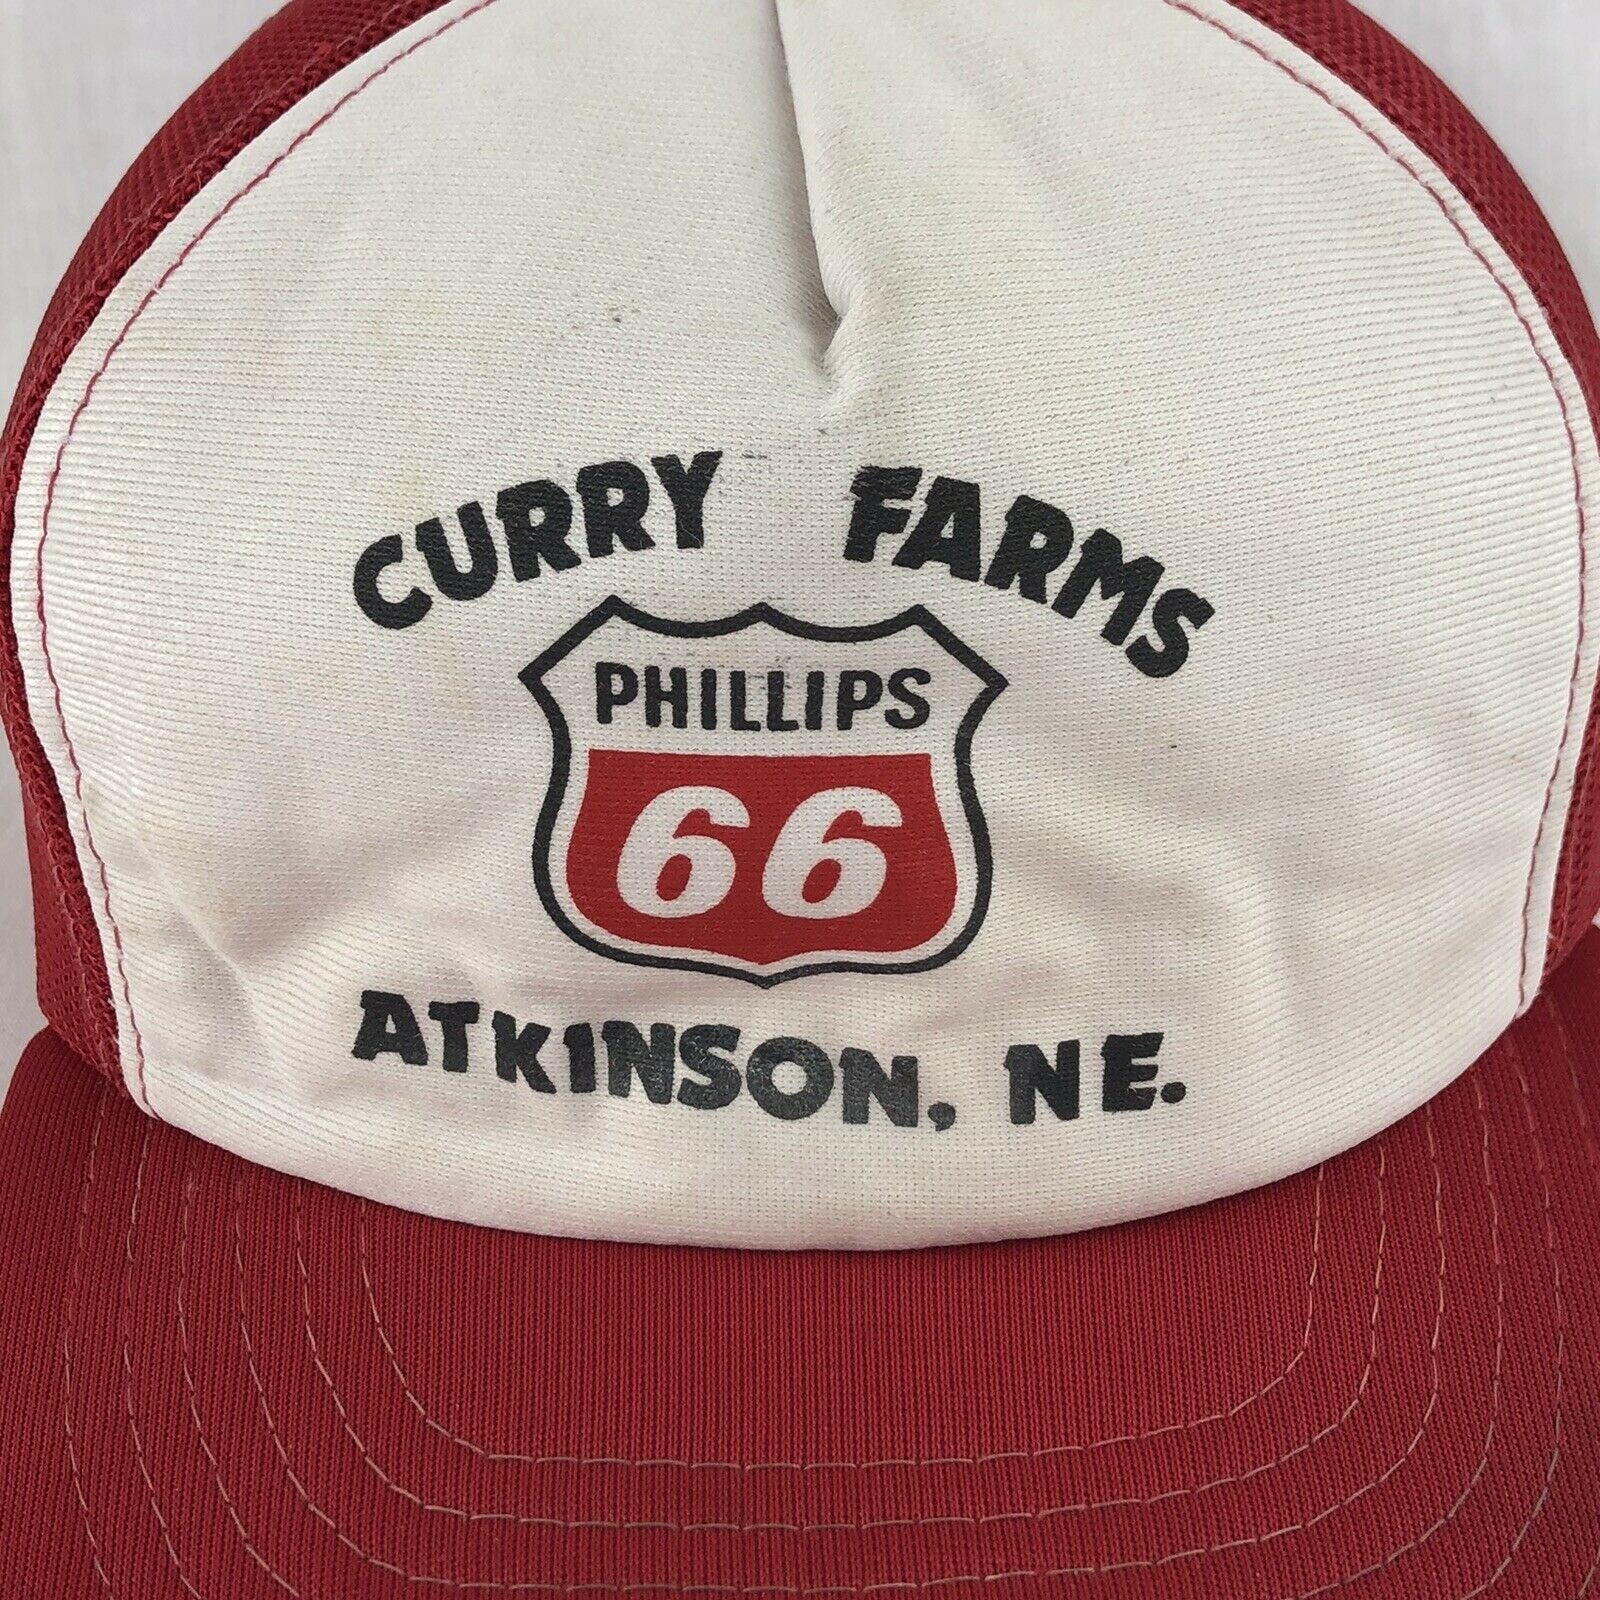 CURRY FARMS
PHILLIPS
66
ATKINSON, NE.